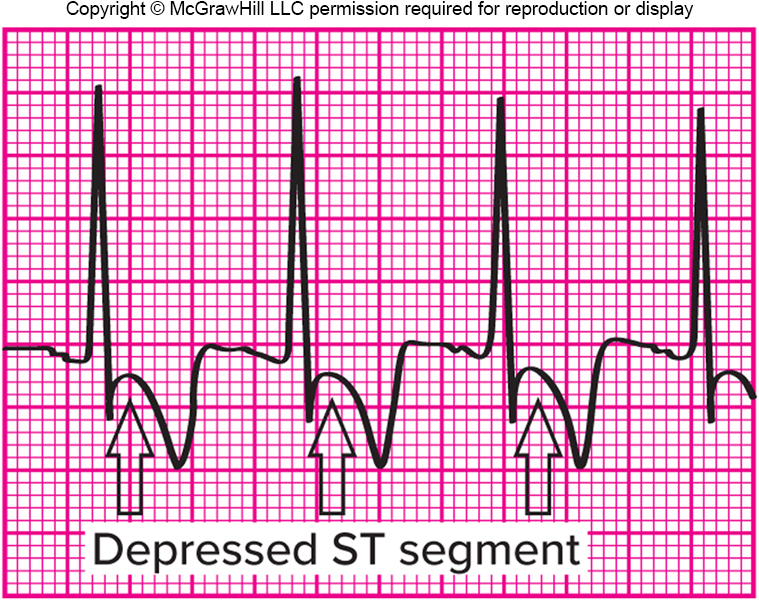 Copyright © McGrawHill LLC permission required for reproduction or display
Depressed ST segment